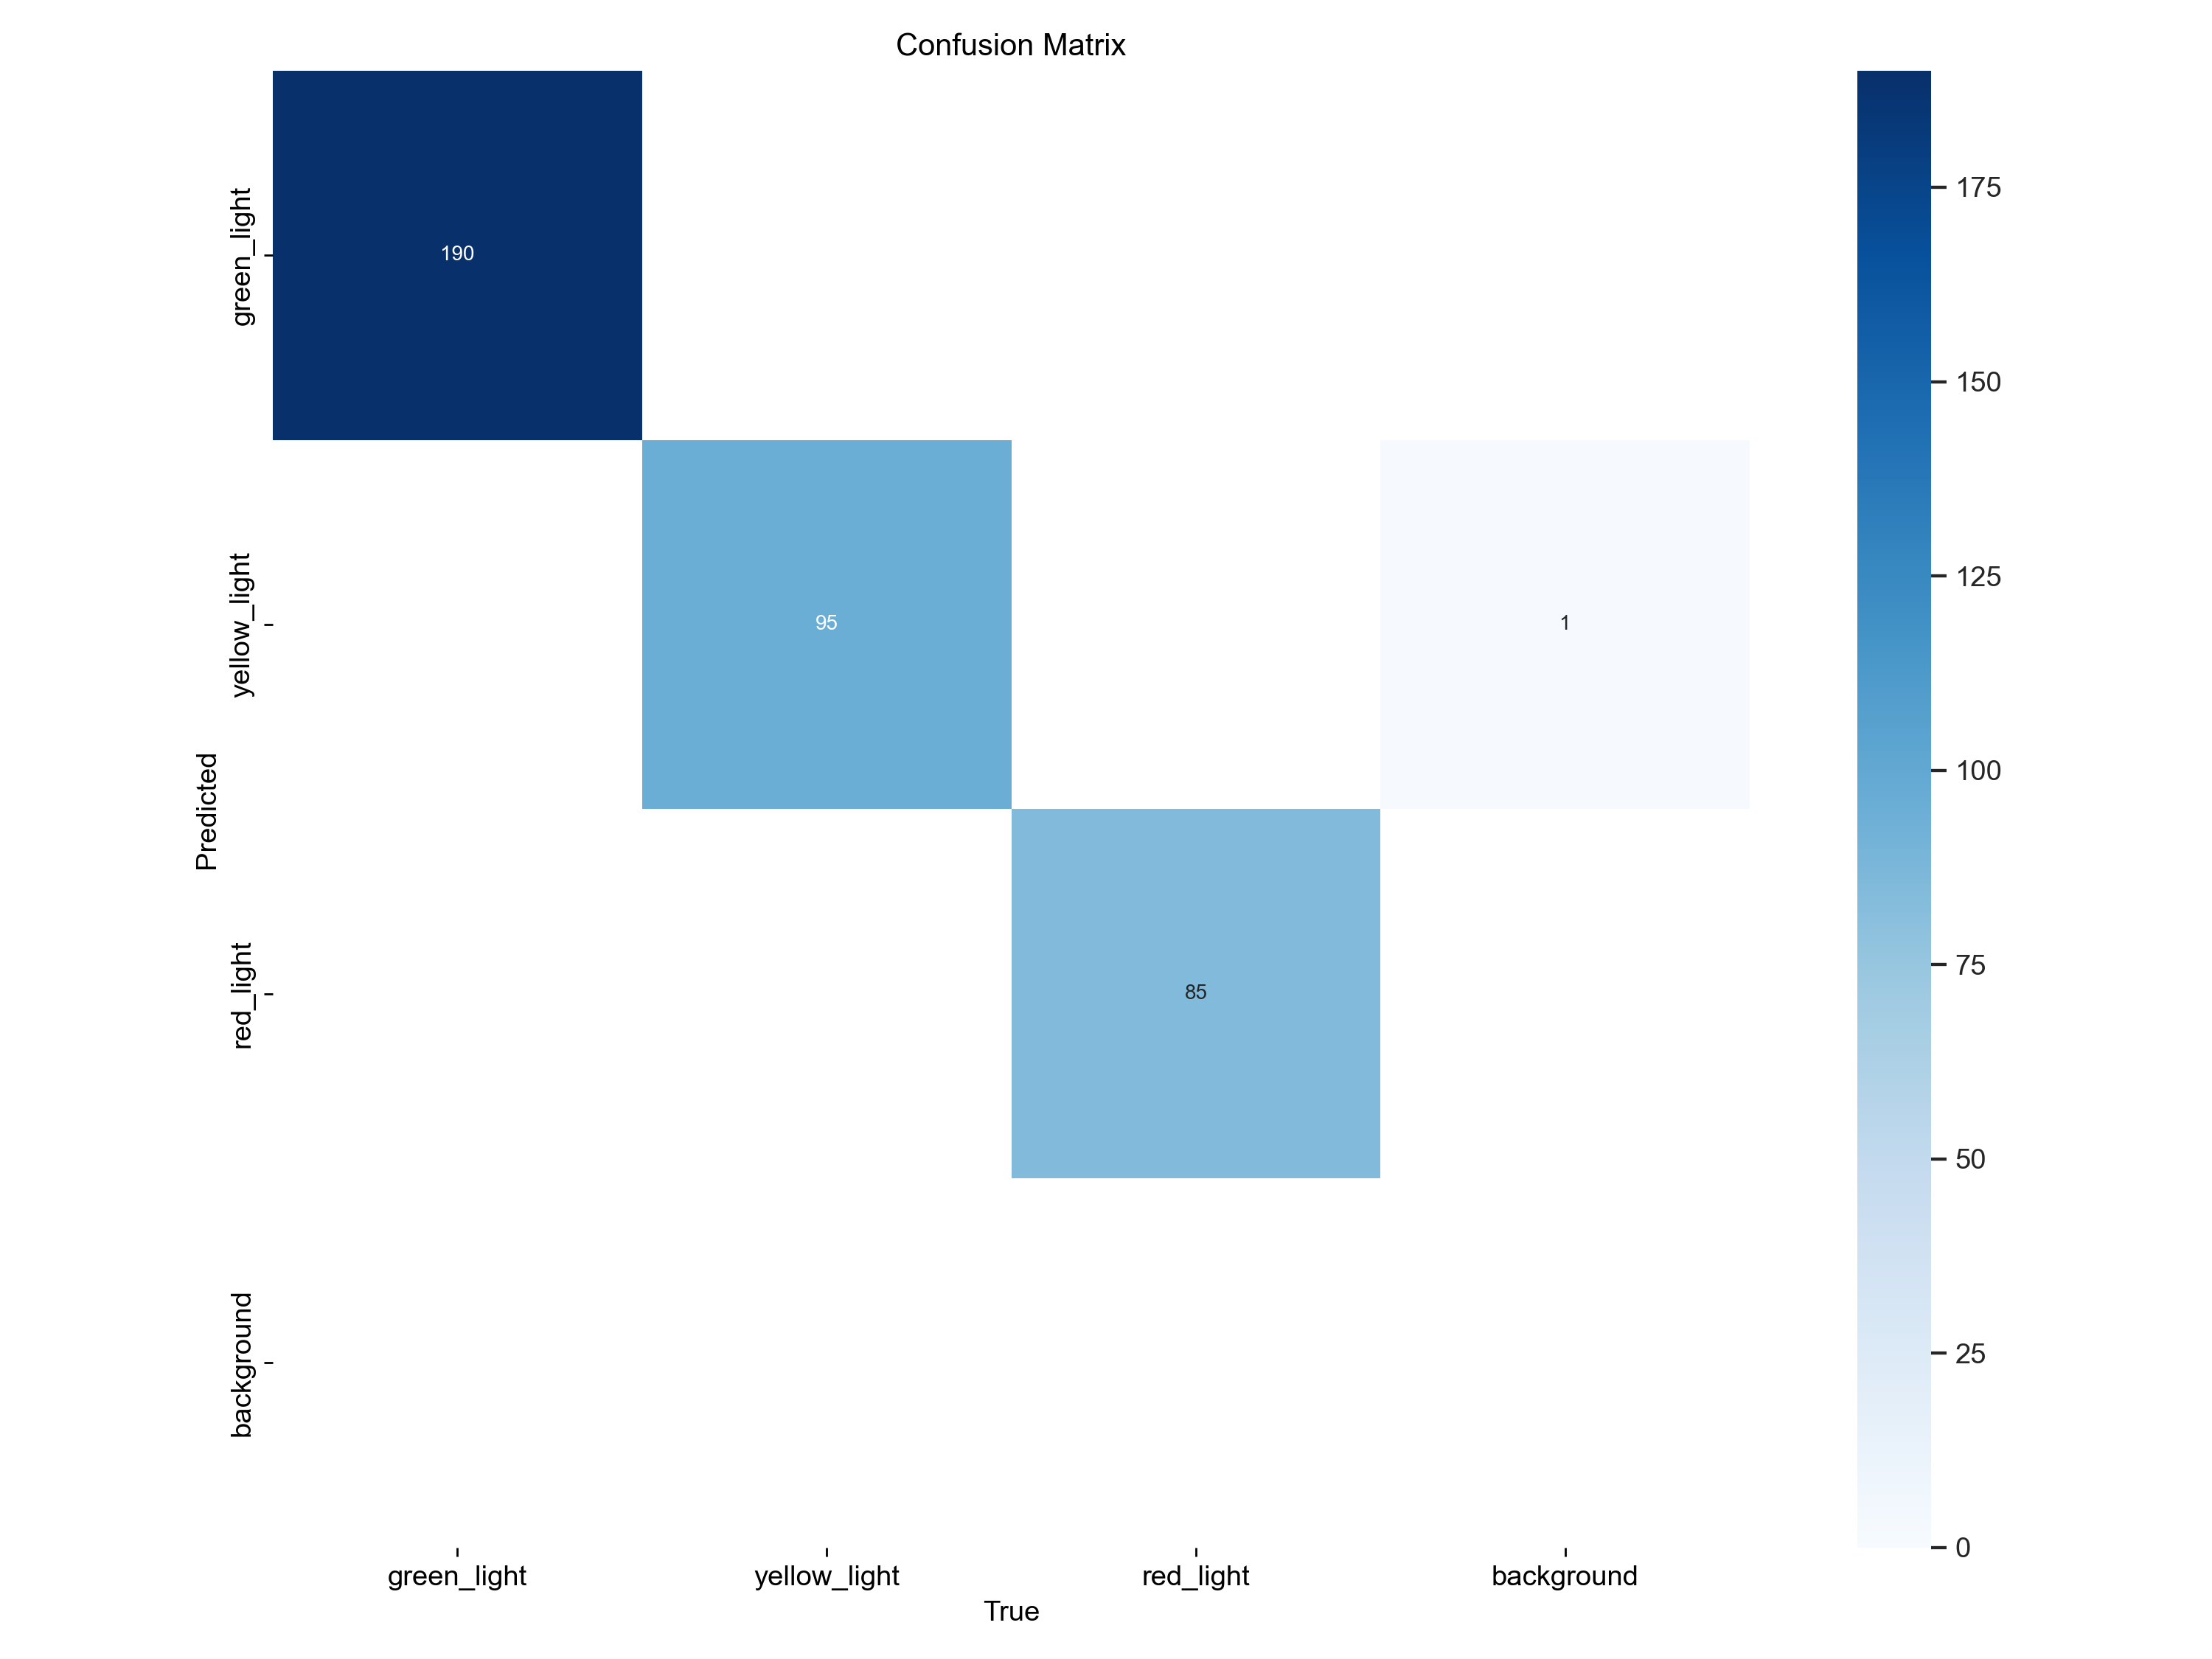 Confusion Matrix
green_light
190
175
150
125
yellow_light
95
1
100
Predicted
75
red_light
85
50
25
background
0
green_light yellow_light red_light background
True